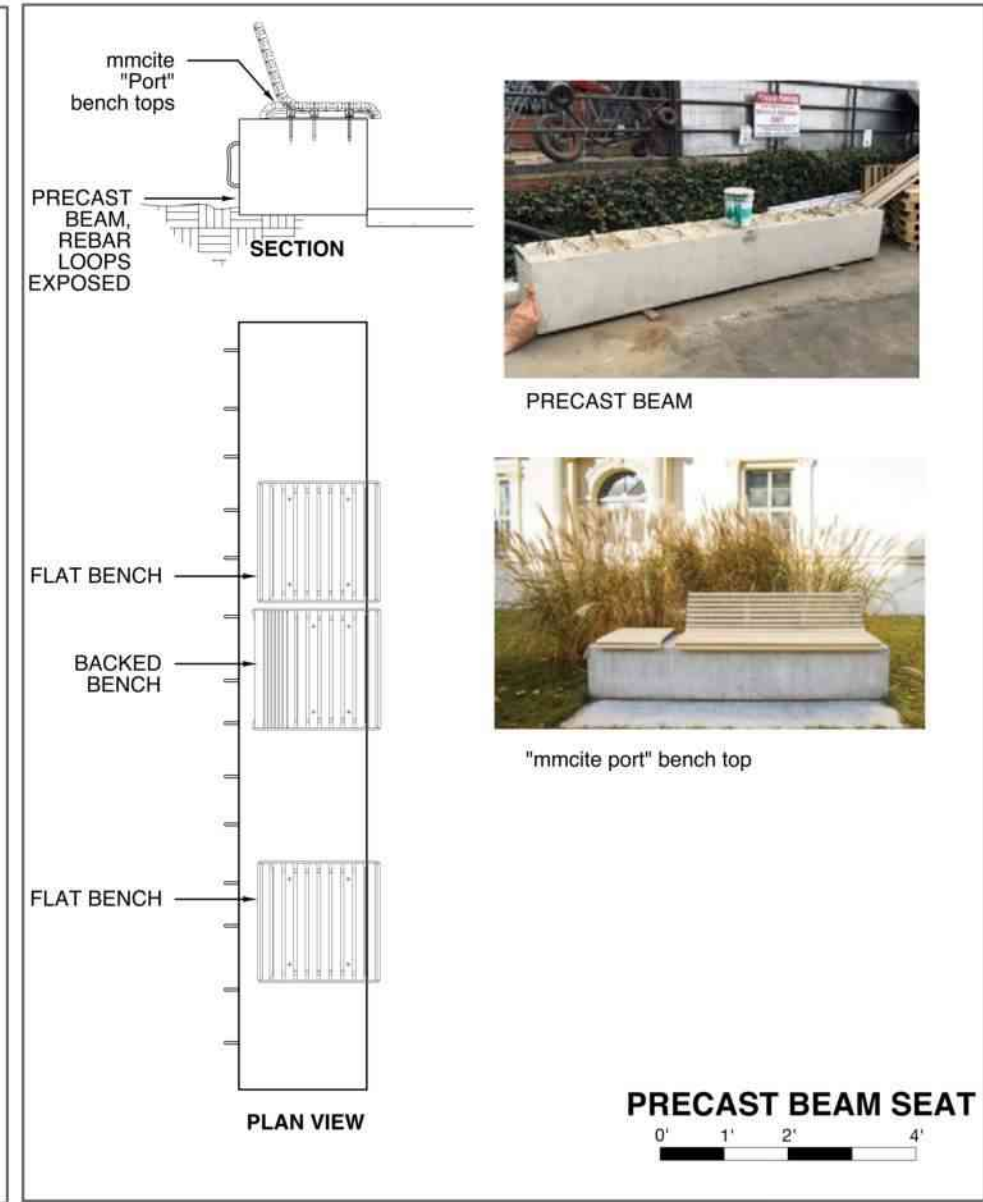 mmcite
"Port"
bench tops
PRECAST
BEAM,
REBAR
LOOPS
EXPOSED
SECTION
PRECAST BEAM
FLAT BENCH
BACKED
BENCH
"mmcite port" bench top
FLAT BENCH
PLAN VIEW
PRECAST BEAM SEAT
0' 1' 2' 4'